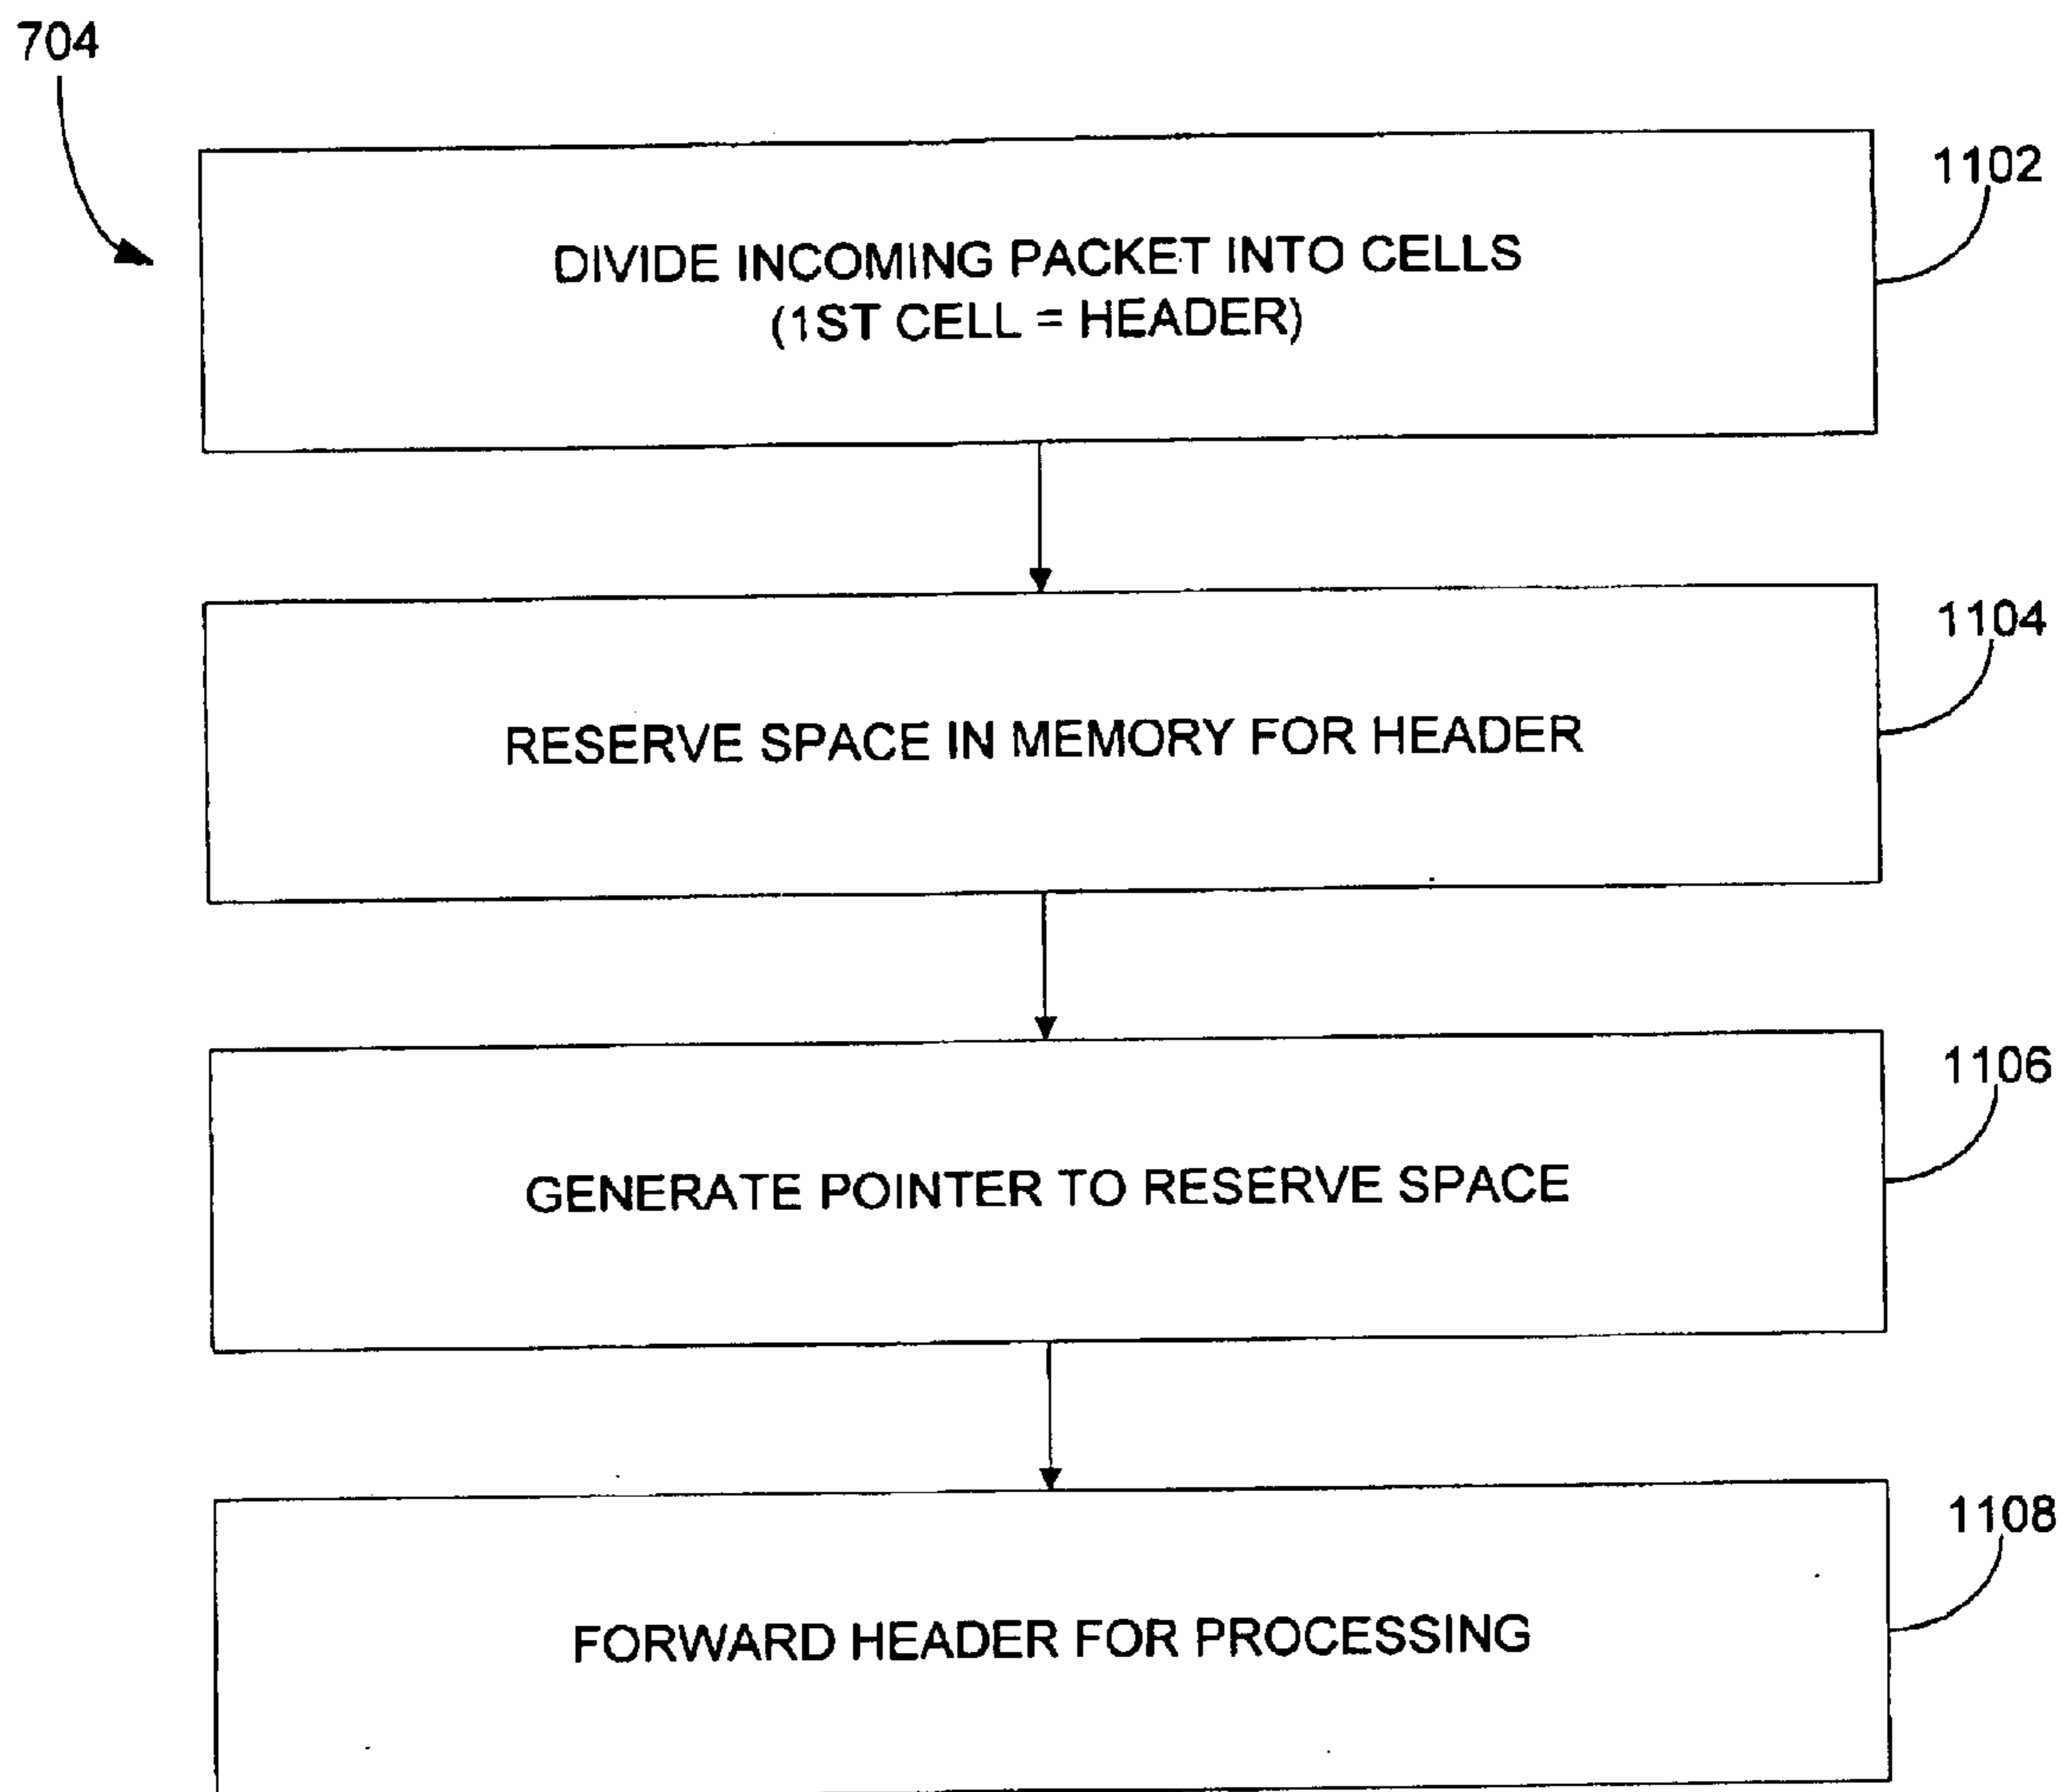 704
1102
DIVIDE INCOMING PACKET INTO CELLS
(1ST CELL = HEADER)
1104
RESERVE SPACE IN MEMORY FOR HEADER
1106
GENERATE POINTER TO RESERVE SPACE
1108
FORWARD HEADER FOR PROCESSING